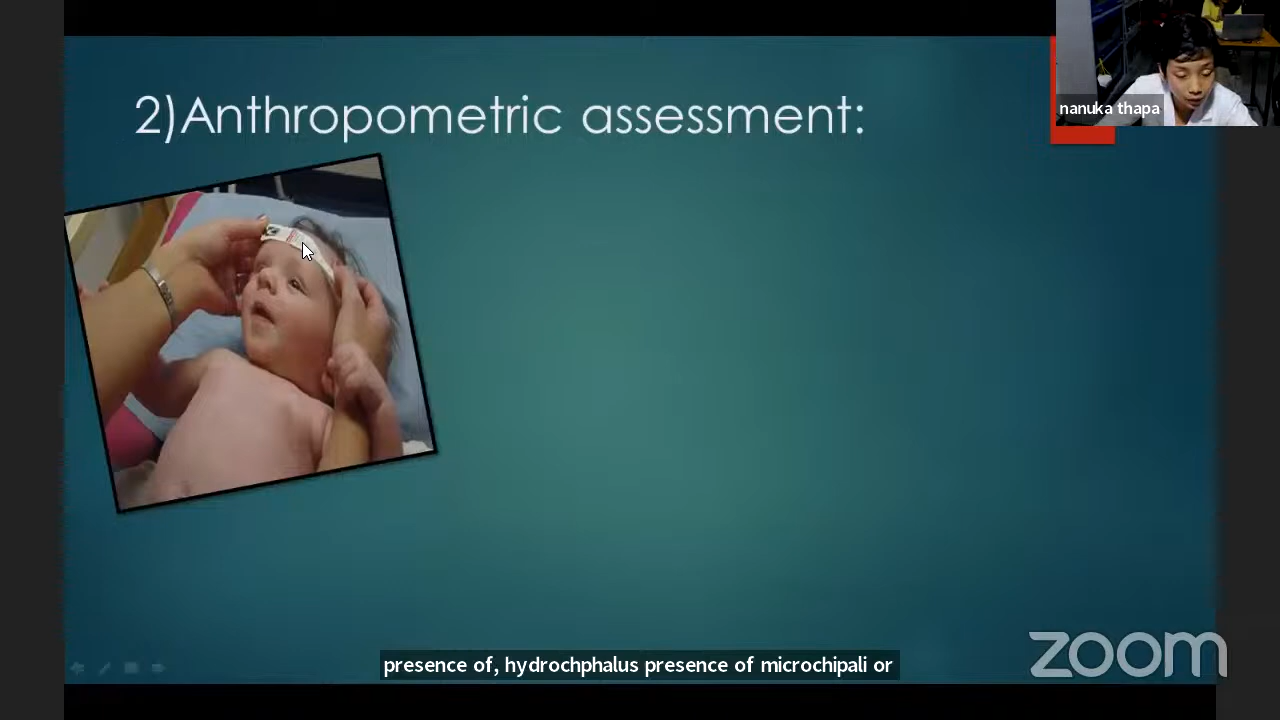 2)Anthropometric assessment:
nanuka thapa
presence of, hydrochphalus presence of microchipali or
zoom